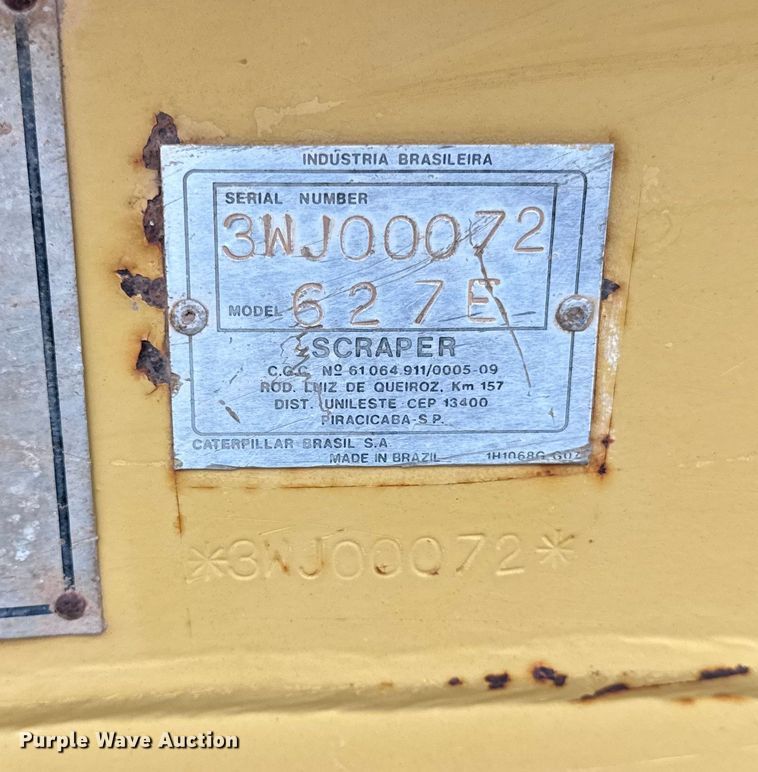 INDÚSTRIA BRASILEIRA
SERIAL NUMBER
3WJ00072
MODEL 627E
SCRAPER
C.G.C. Nº 61.064.911/0005-09
ROD. LUIZ DE QUEIROZ, Km 157
DIST. UNILESTE CEP 13400
PIRACICABA-S.P.
CATERPILLAR BRASIL S.A.
MADE IN BRAZIL 1H1068G G02
*3WJ00072*
Purple Wave Auction